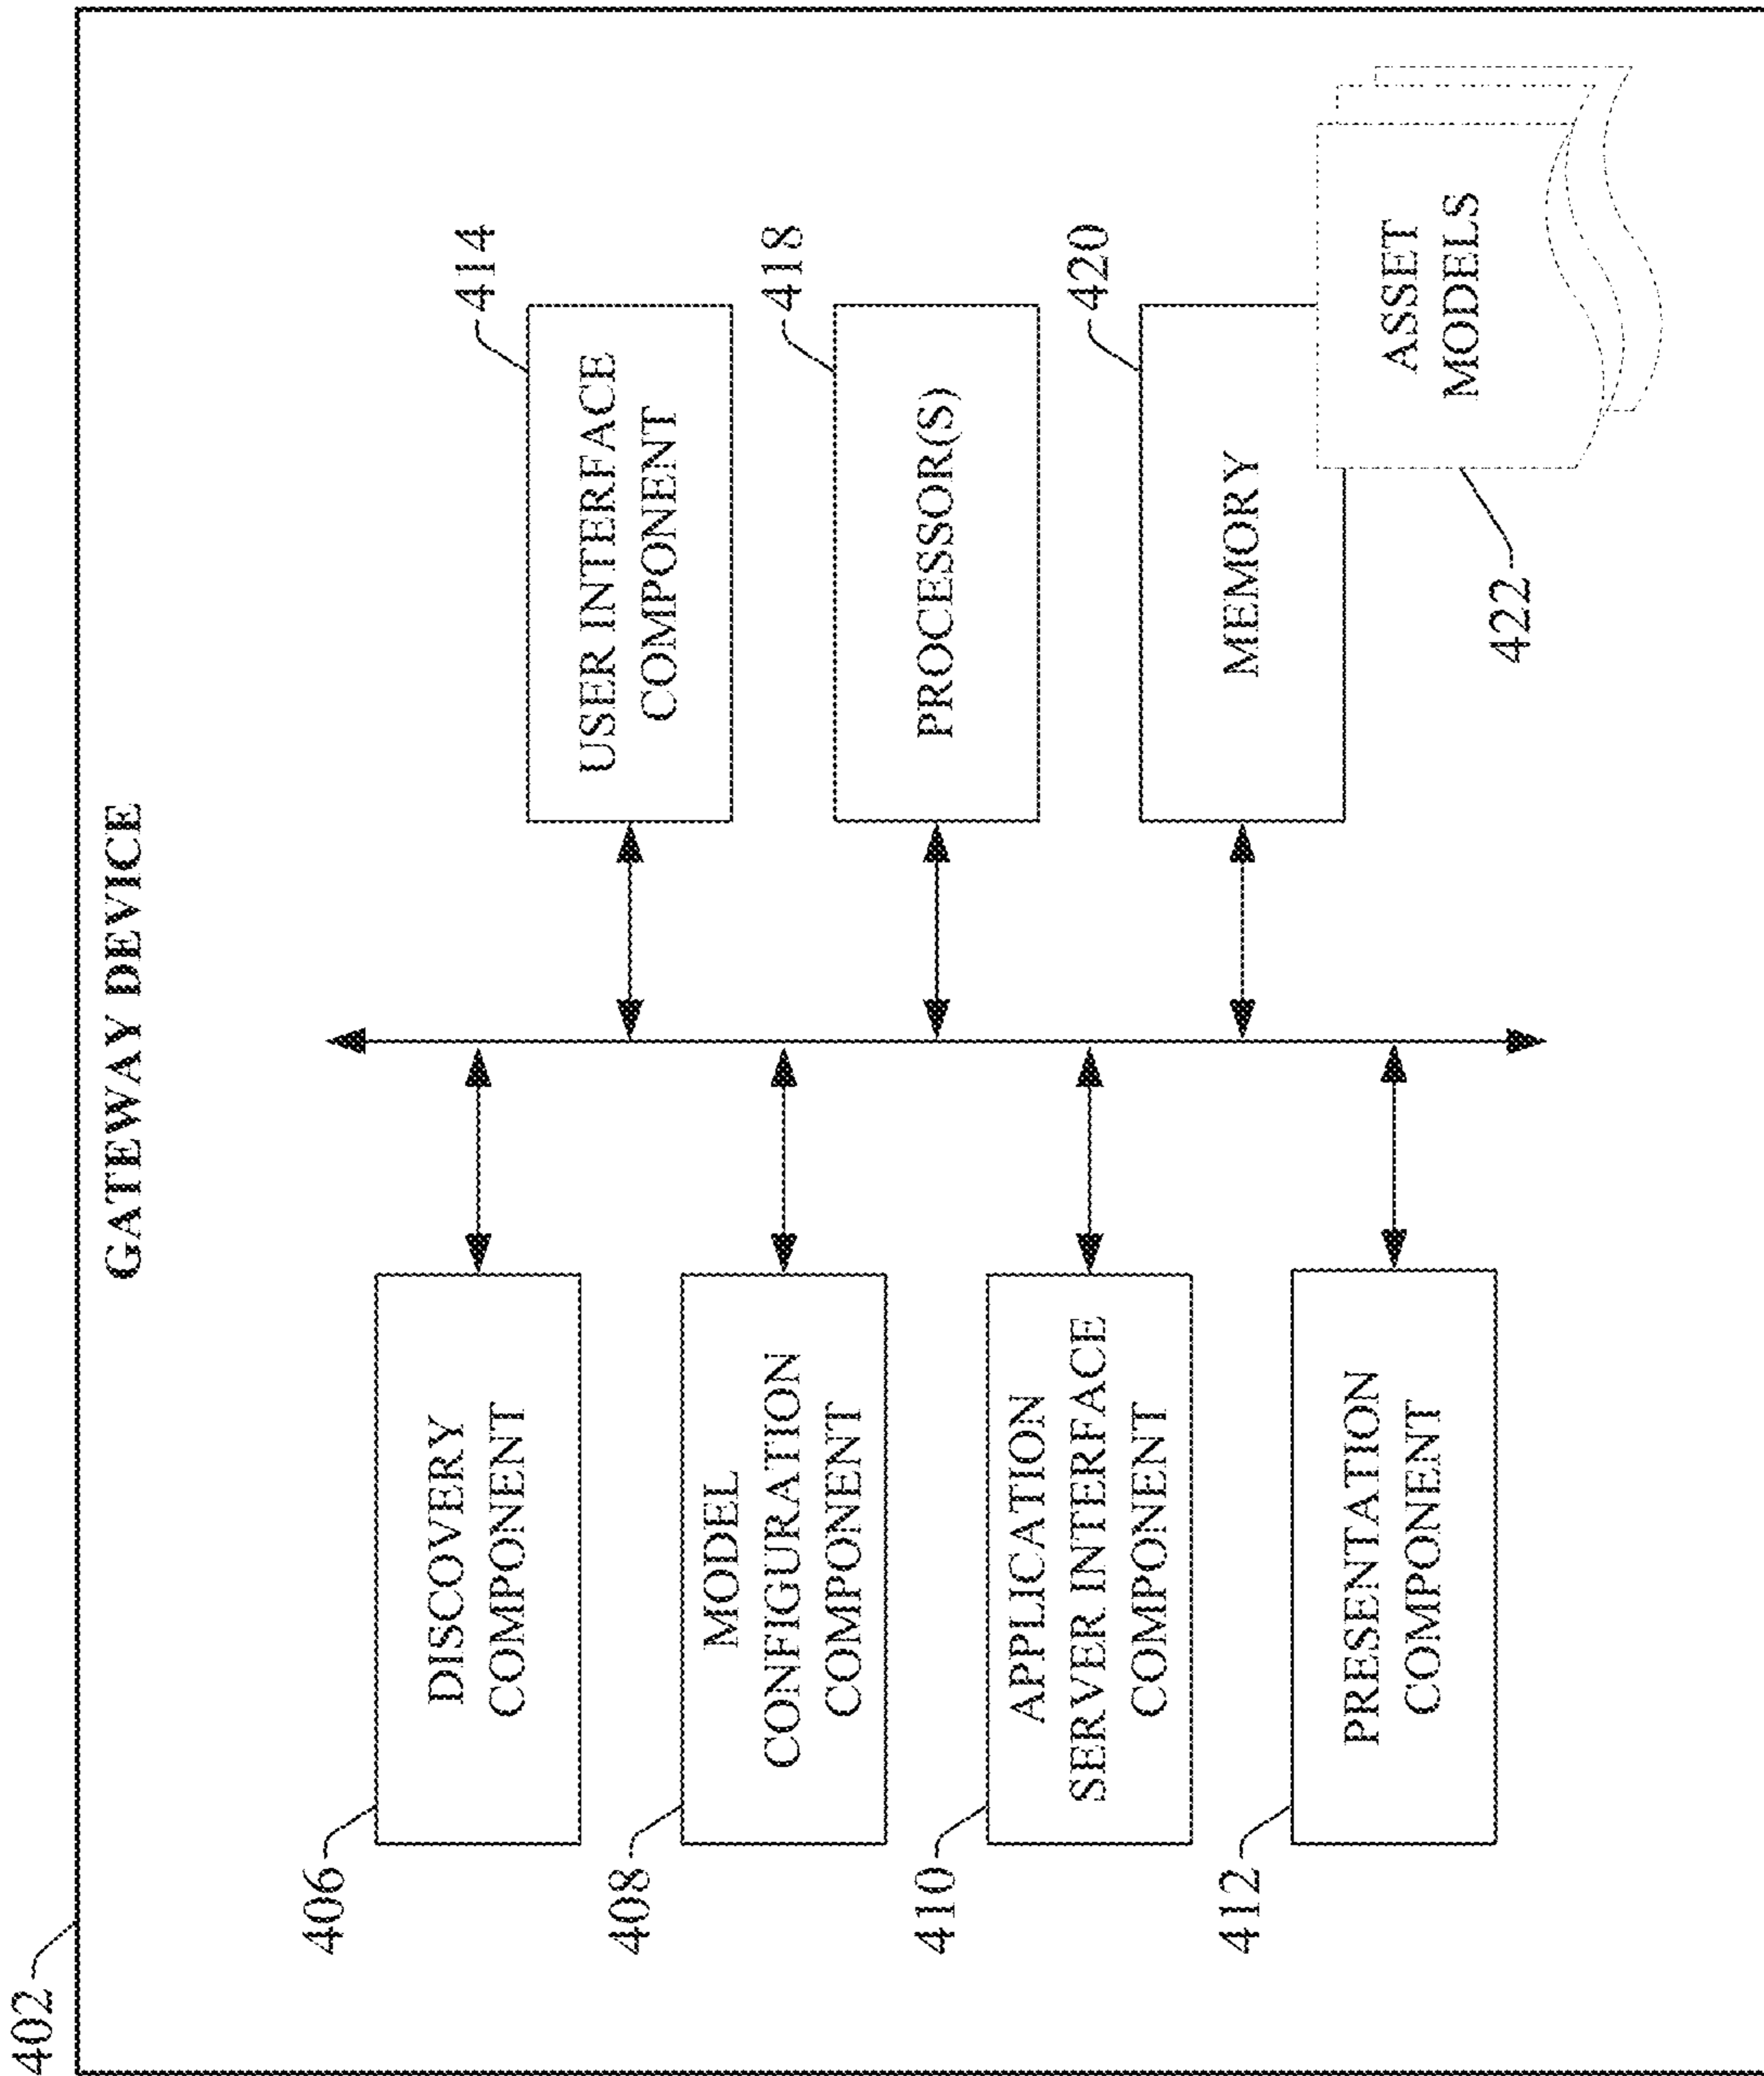 402
GATEWAY DEVICE
406
DISCOVERY
COMPONENT
408
MODEL
CONFIGURATION
COMPONENT
410
APPLICATION
SERVER INTERFACE
COMPONENT
412
PRESENTATION
COMPONENT
414
USER INTERFACE
COMPONENT
418
PROCESSOR(S)
420
MEMORY
422
ASSET
MODELS